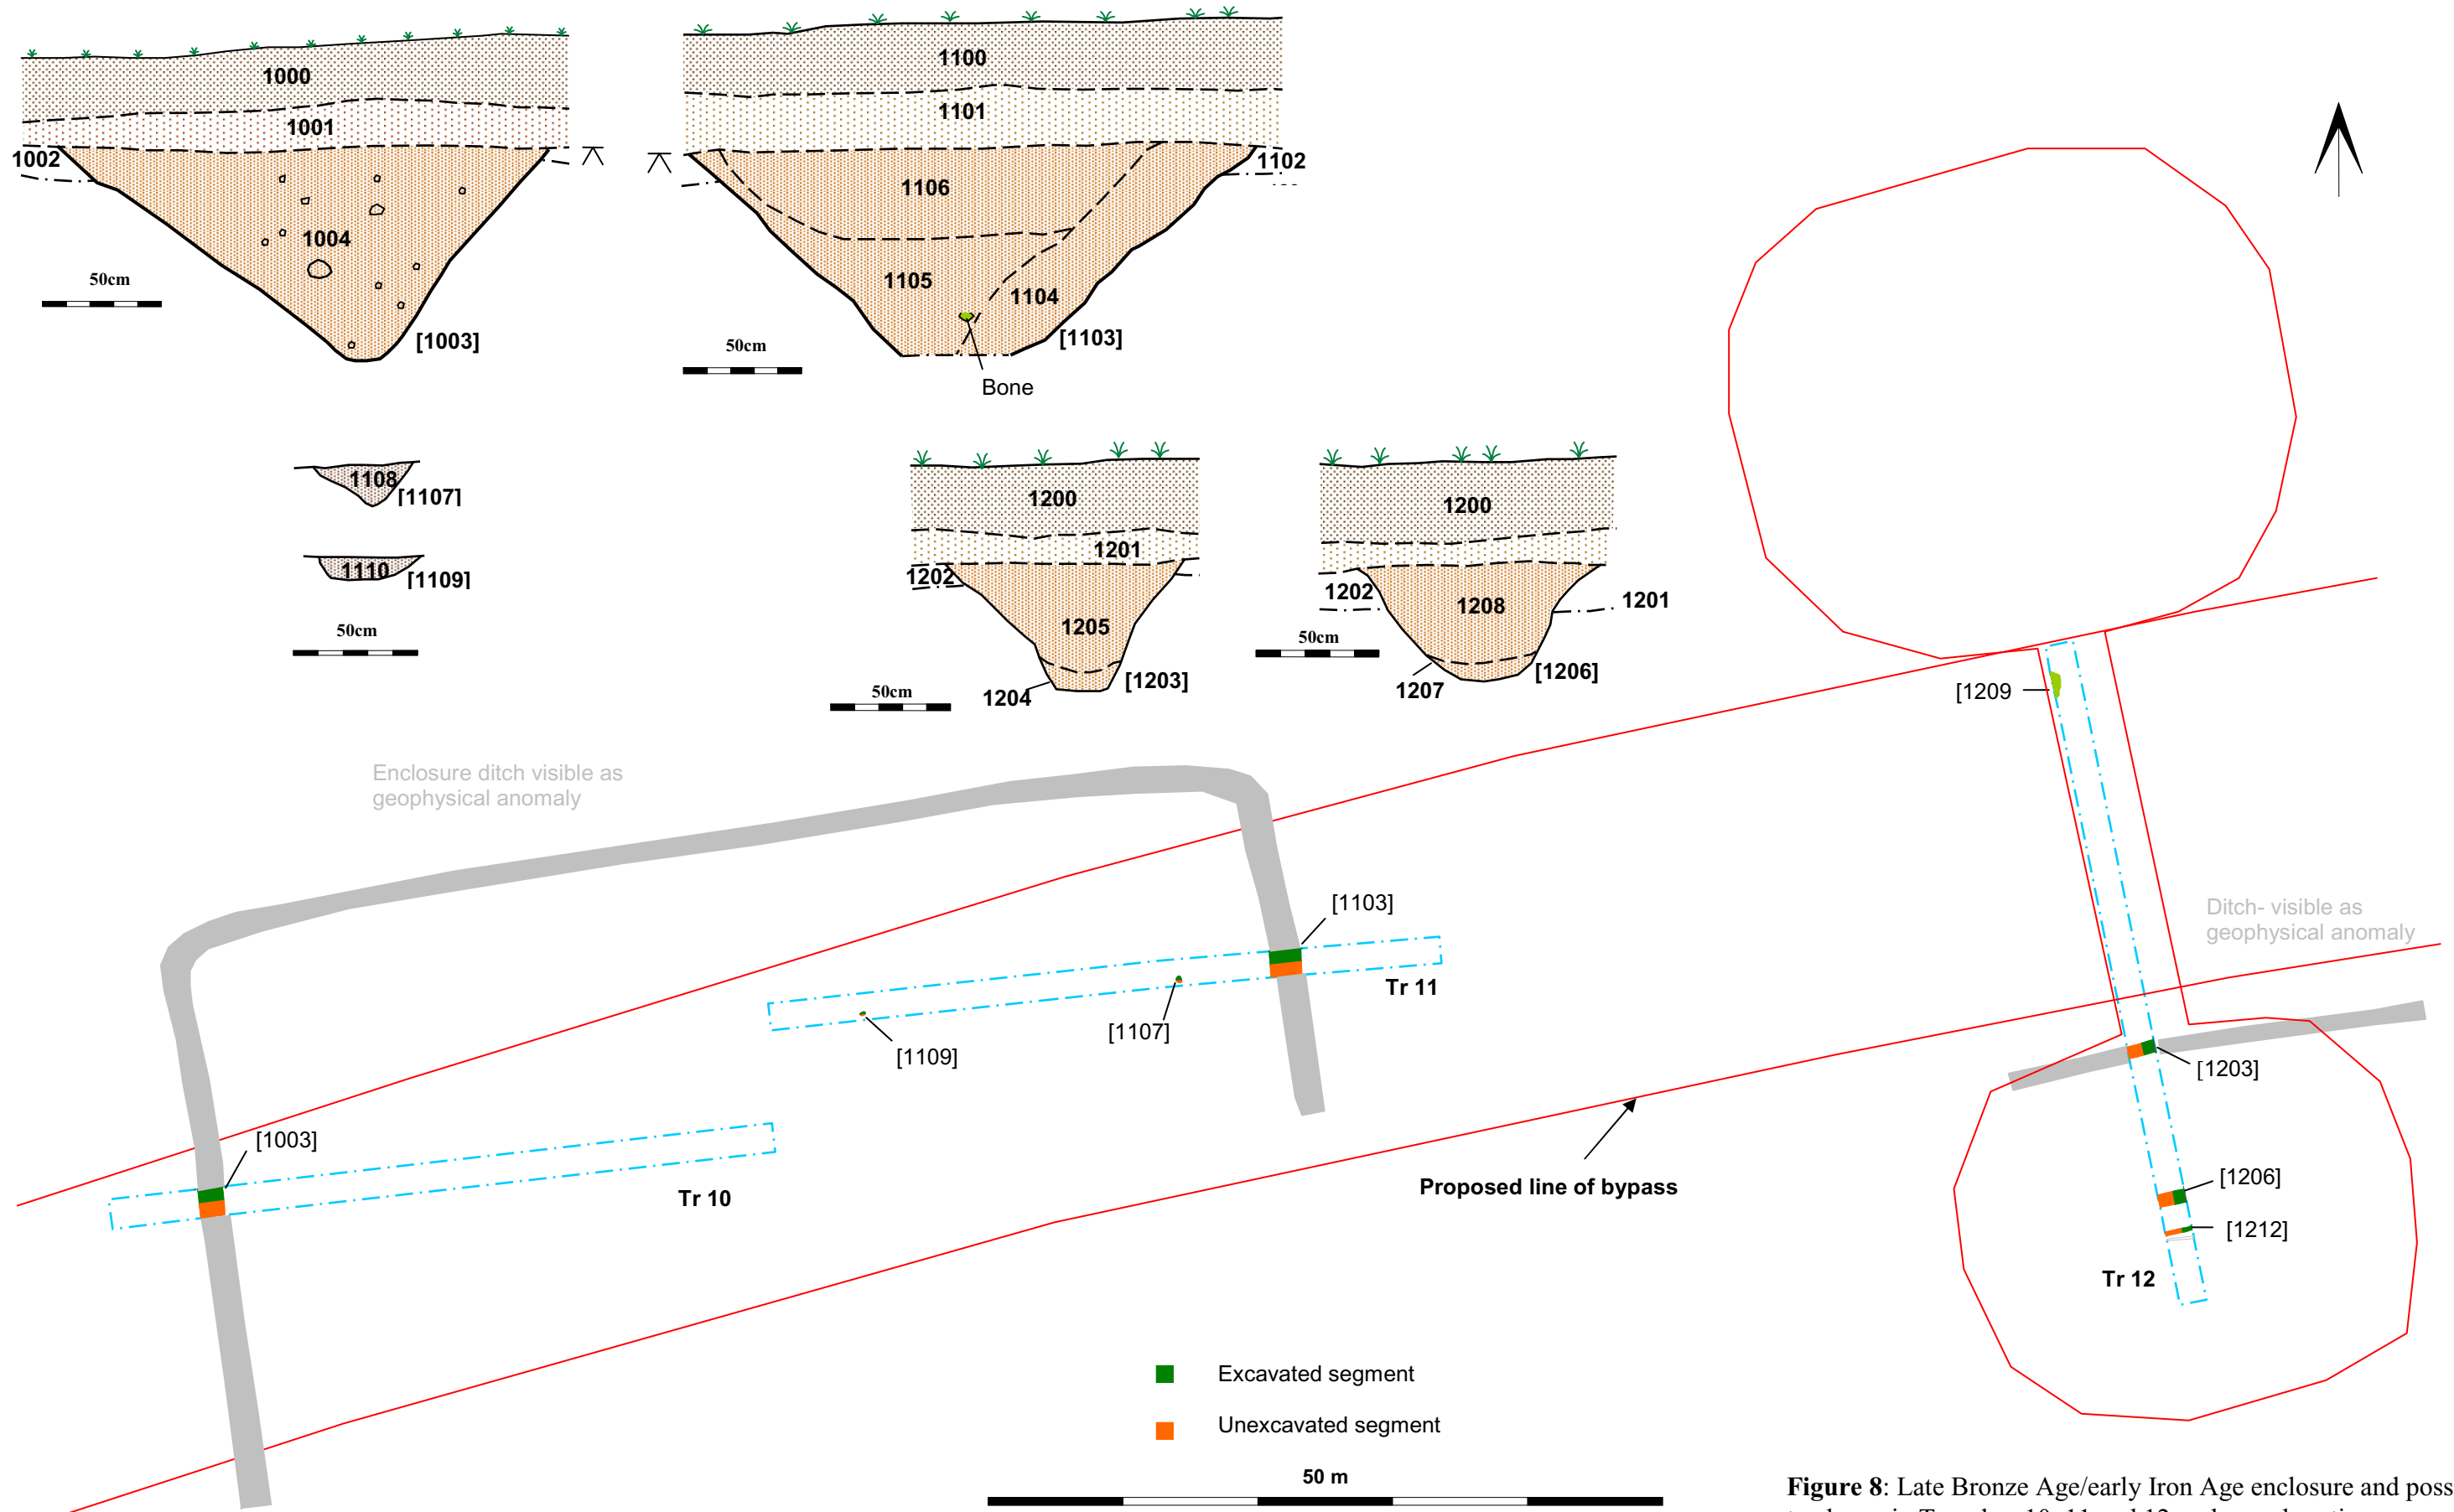 1000
1001
1002
1004
[1003]
50cm
1100
1101
1102
1106
1105
1104
[1103]
50cm
Bone
1108
[1107]
1110
[1109]
50cm
1200
1201
1202
1205
1204
[1203]
50cm
1200
1202
1208
1201
1207
[1206]
50cm
Enclosure ditch visible as
geophysical anomaly
[1209
[1103]
Tr 11
[1107]
[1109]
[1003]
Tr 10
Ditch- visible as
geophysical anomaly
[1203]
[1206]
[1212]
Tr 12
Proposed line of bypass
Excavated segment
Unexcavated segment
50 m
Figure 8: Late Bronze Age/early Iron Age enclosure and poss